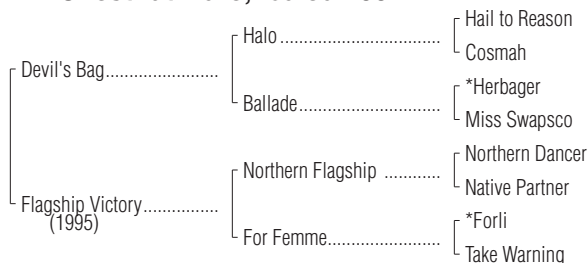 Hail to Reason
Halo ........................................
Cosmah
Devil's Bag............................
*Herbager
Ballade...................................
Miss Swapsco
Northern Dancer
Northern Flagship ..............
Native Partner
Flagship Victory...................
(1995)
*Forli
For Femme............................
Take Warning